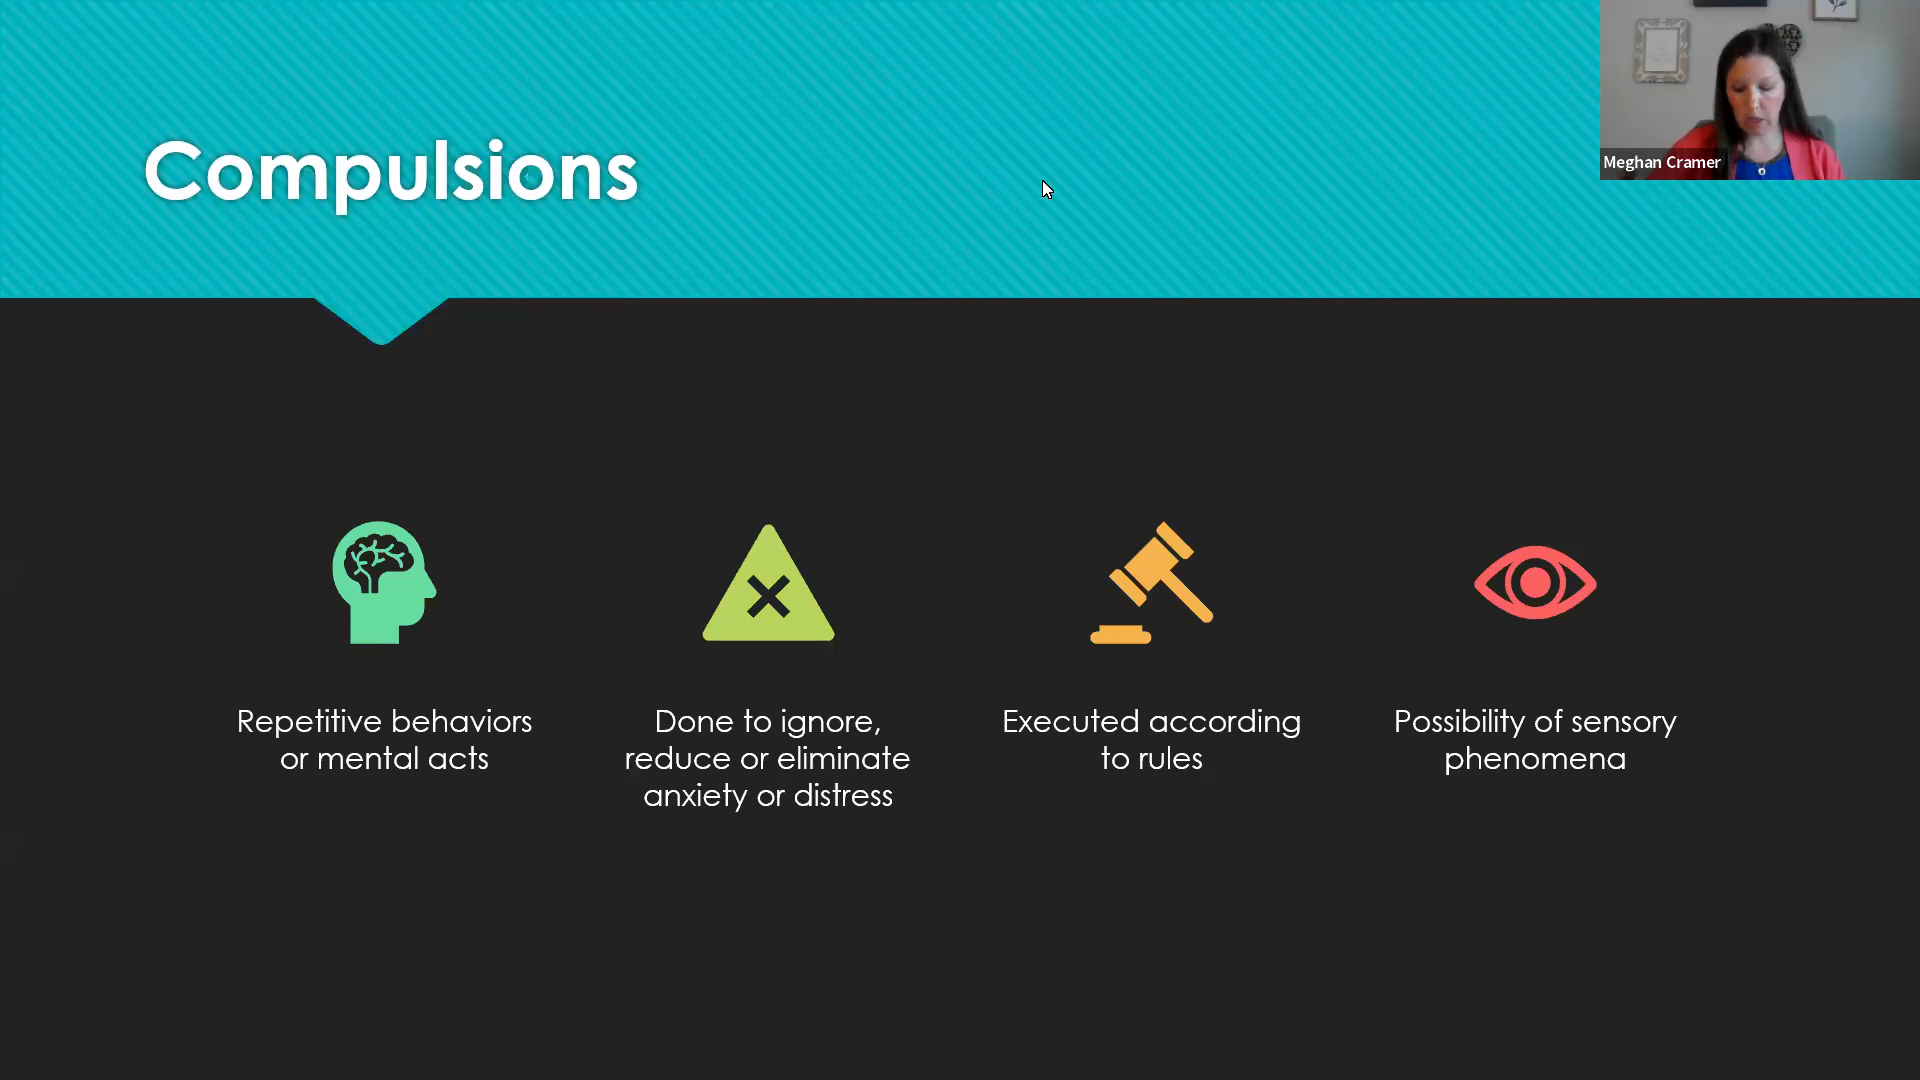 Compulsions
Meghan Cramer
Repetitive behaviors
or mental acts
Done to ignore,
reduce or eliminate
anxiety or distress
Executed according
to rules
Possibility of sensory
phenomena